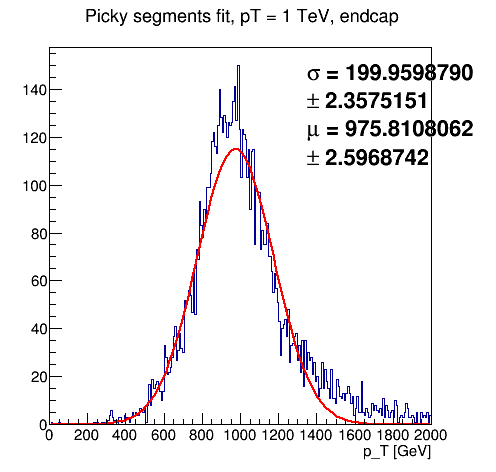 Picky segments fit, pT = 1 TeV, endcap
σ = 199.9598790
± 2.3575151
μ = 975.8108062
± 2.5968742
140
120
100
80
60
40
20
0
0 200 400 600 800 1000 1200 1400 1600 1800 2000
p_T [GeV]